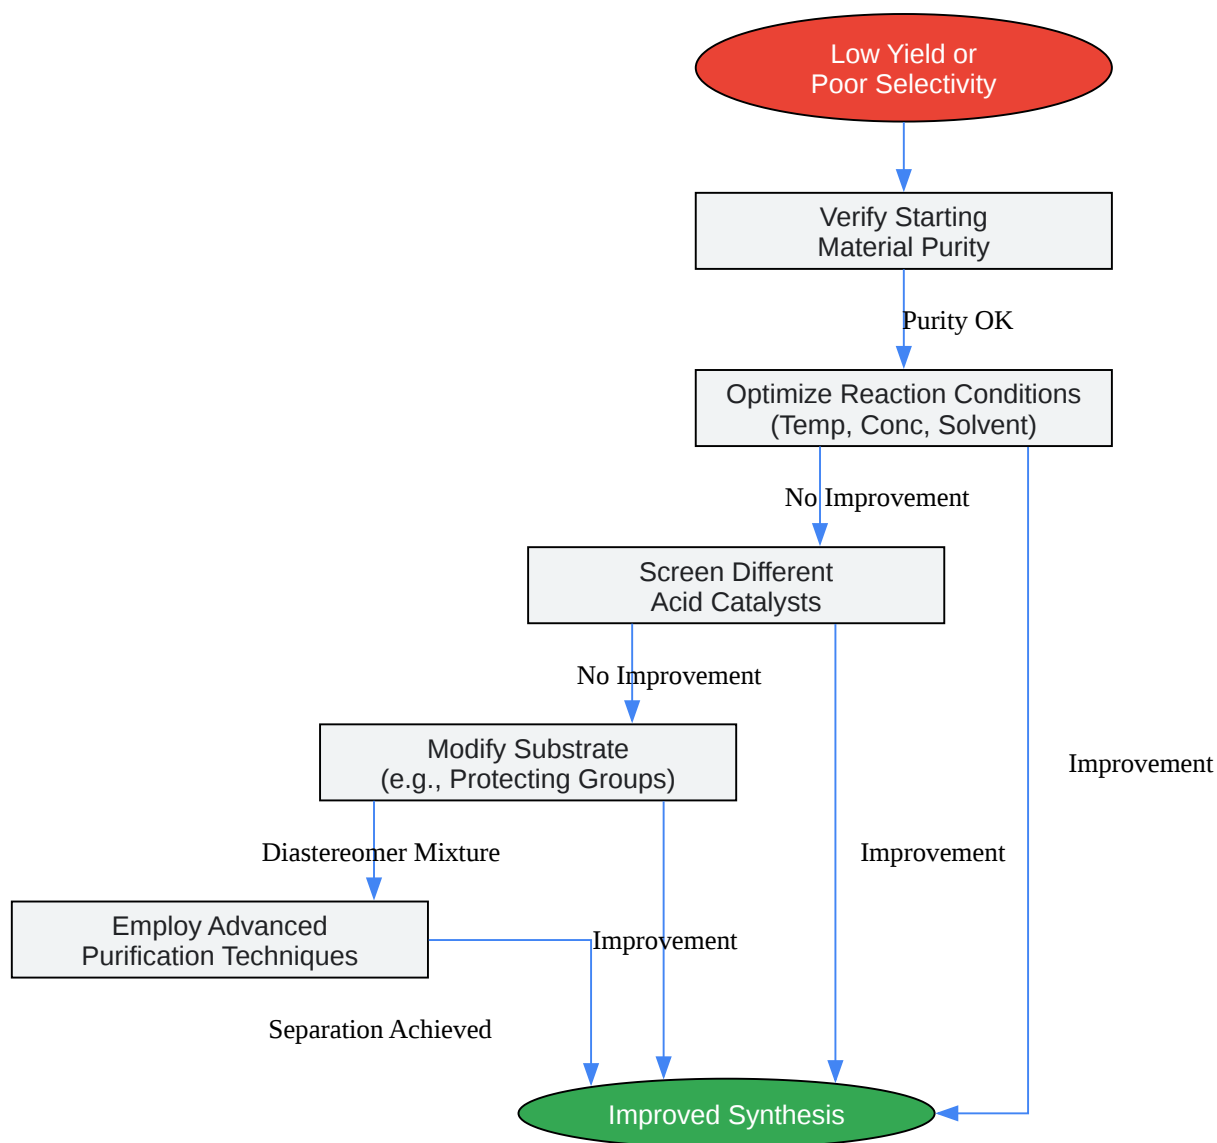 Low Yield or
Poor Selectivity
Verify Starting
Material Purity
Purity OK
Optimize Reaction Conditions
(Temp, Conc, Solvent)
No Improvement
Screen Different
Acid Catalysts
No Improvement
Modify Substrate
(e.g., Protecting Groups)
Improvement
Diastereomer Mixture
Improvement
Employ Advanced
Purification Techniques
Improvement
Separation Achieved
Improved Synthesis